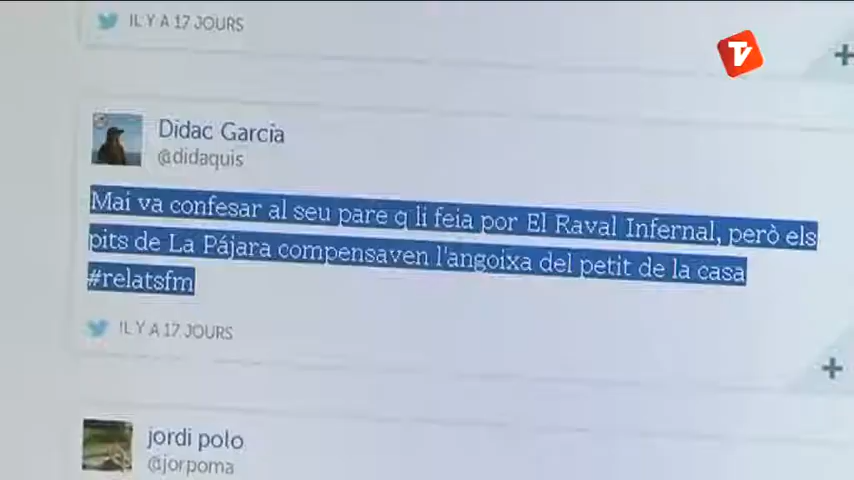 IL Y A 17 JOURS
TV
+
Didac Garcia
@didaquis
Mai va confesar al seu pare q li feia por El Raval Infernal, però els
pits de La Pájara compensaven l'angoixa del petit de la casa
#relatsfm
IL Y A 17 JOURS
+
jordi polo
@jorpoma